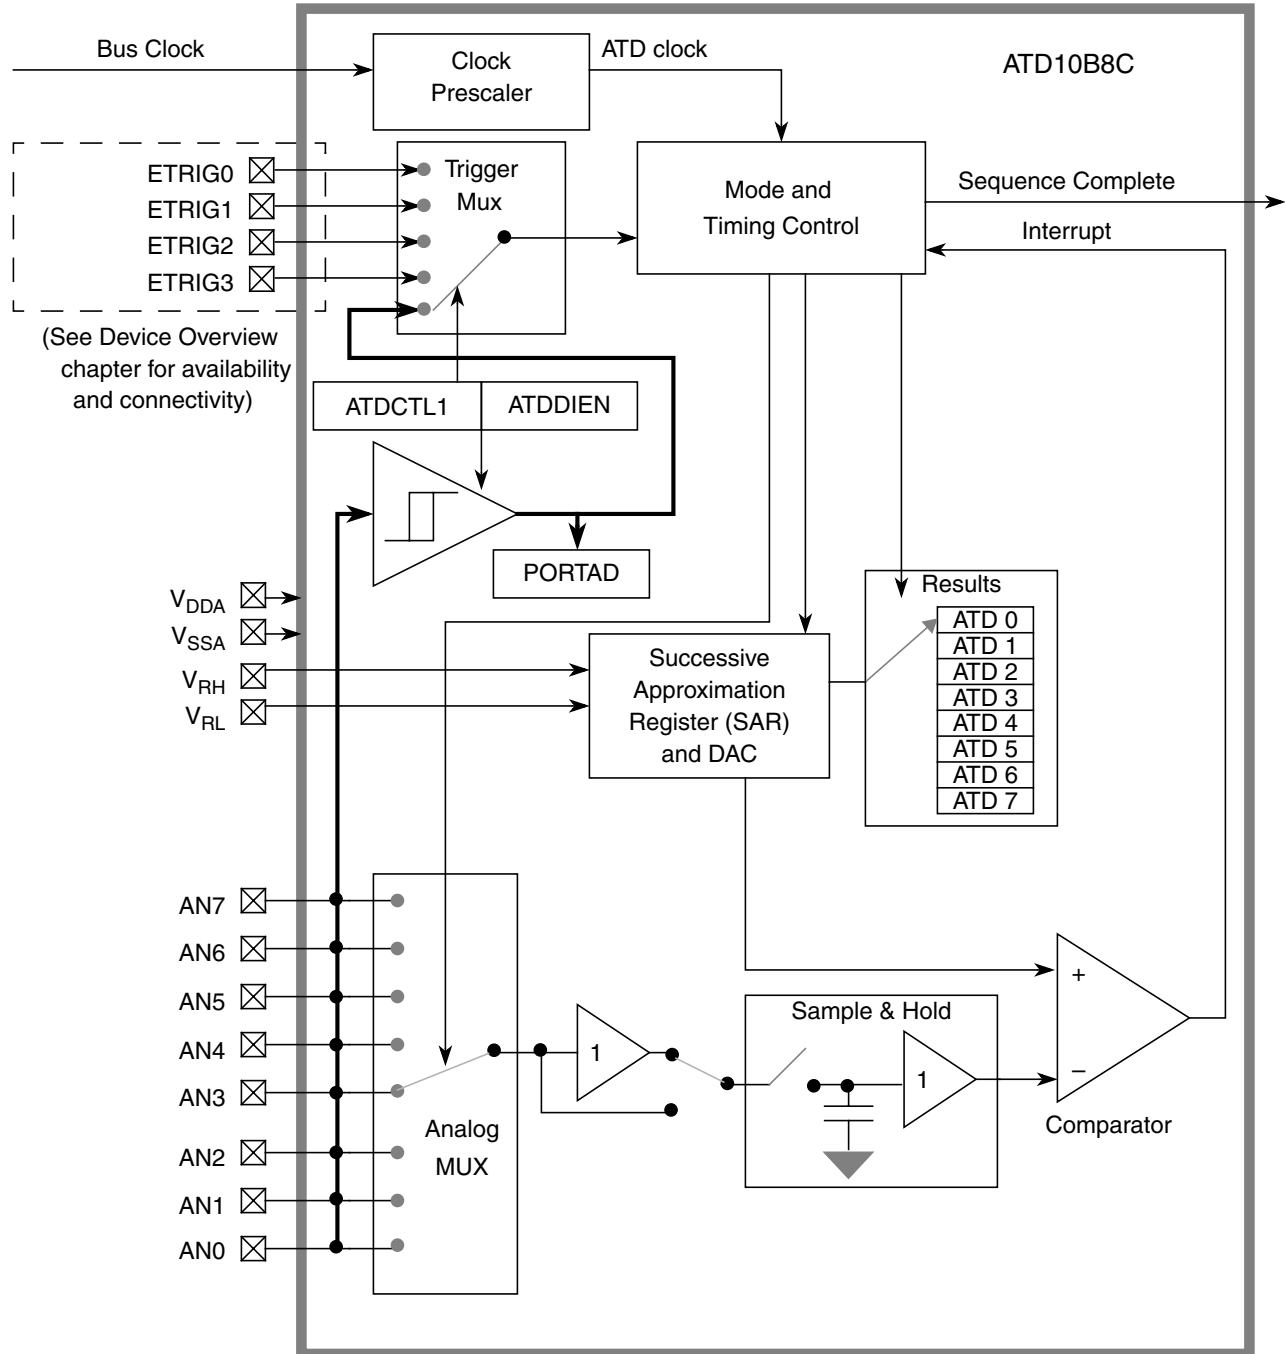 Bus Clock
Clock
Prescaler
ATD clock
ATD10B8C
ETRIG0
ETRIG1
ETRIG2
ETRIG3
(See Device Overview
chapter for availability
and connectivity)
Trigger
Mux
Mode and
Timing Control
Sequence Complete
Interrupt
ATDCTL1
ATDDIEN
PORTAD
VDDA
VSSA
VRH
VRL
Successive
Approximation
Register (SAR)
and DAC
Results
ATD 0
ATD 1
ATD 2
ATD 3
ATD 4
ATD 5
ATD 6
ATD 7
AN7
AN6
AN5
AN4
AN3
AN2
AN1
AN0
Analog
MUX
1
Sample & Hold
1
+
–
Comparator